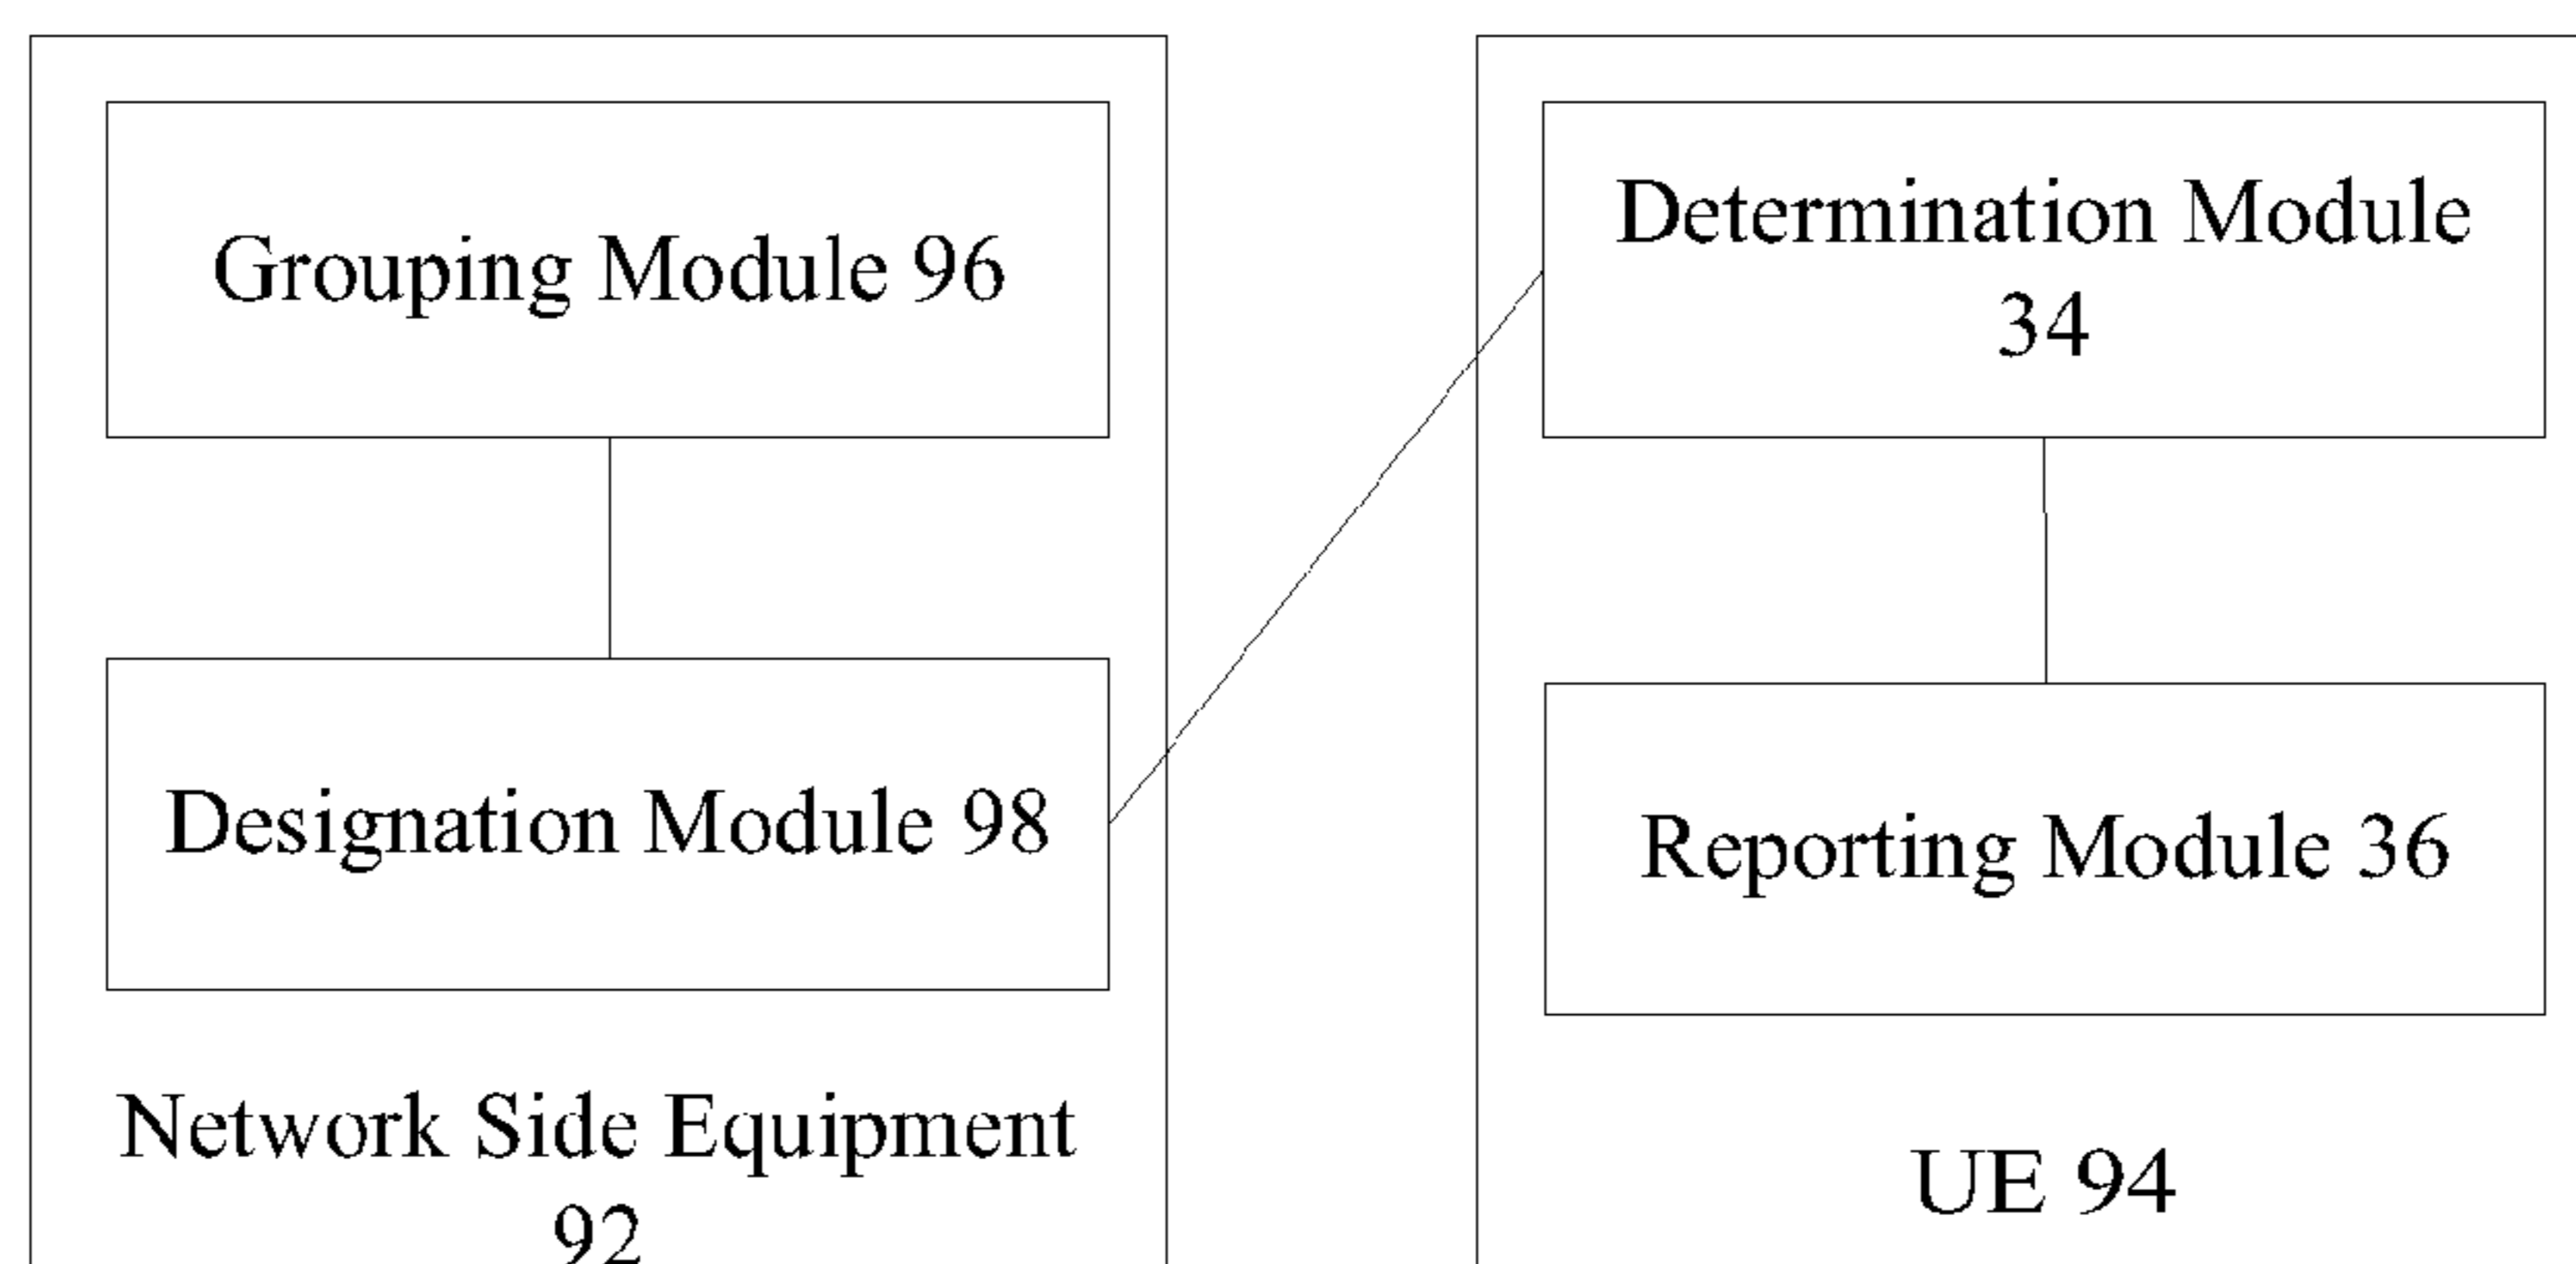 Grouping Module 96
Designation Module 98
Network Side Equipment
92
Determination Module
34
Reporting Module 36
UE 94